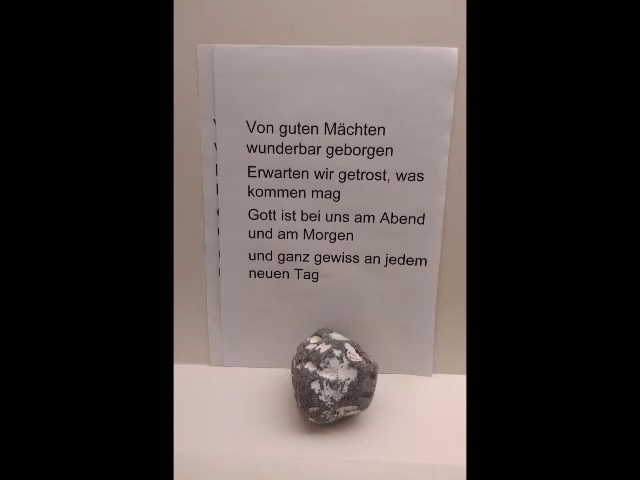 Von guten Mächten
wunderbar geborgen
Erwarten wir getrost, was
kommen mag
Gott ist bei uns am Abend
und am Morgen
und ganz gewiss an jedem
neuen Tag